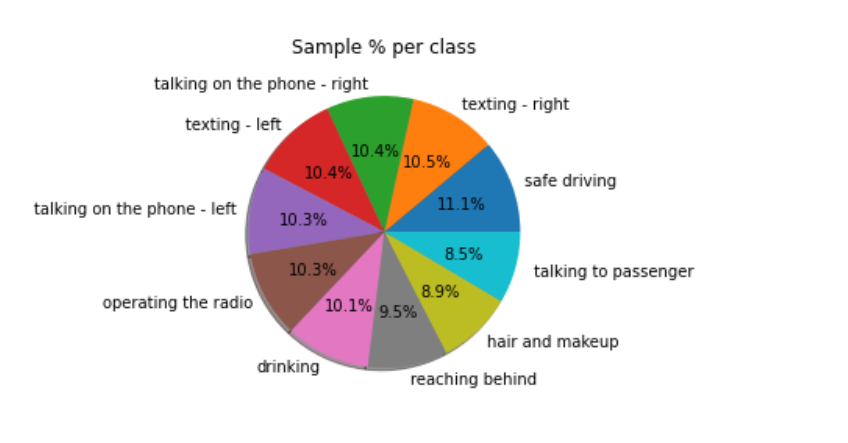 Sample % per class
talking on the phone - right
texting - right
texting - left
10.4%
10.5%
10.4%
safe driving
11.1%
talking on the phone - left
10.3%
8.5%
10.3%
talking to passenger
8.9%
operating the radio
10.1%
9.5%
hair and makeup
drinking
reaching behind